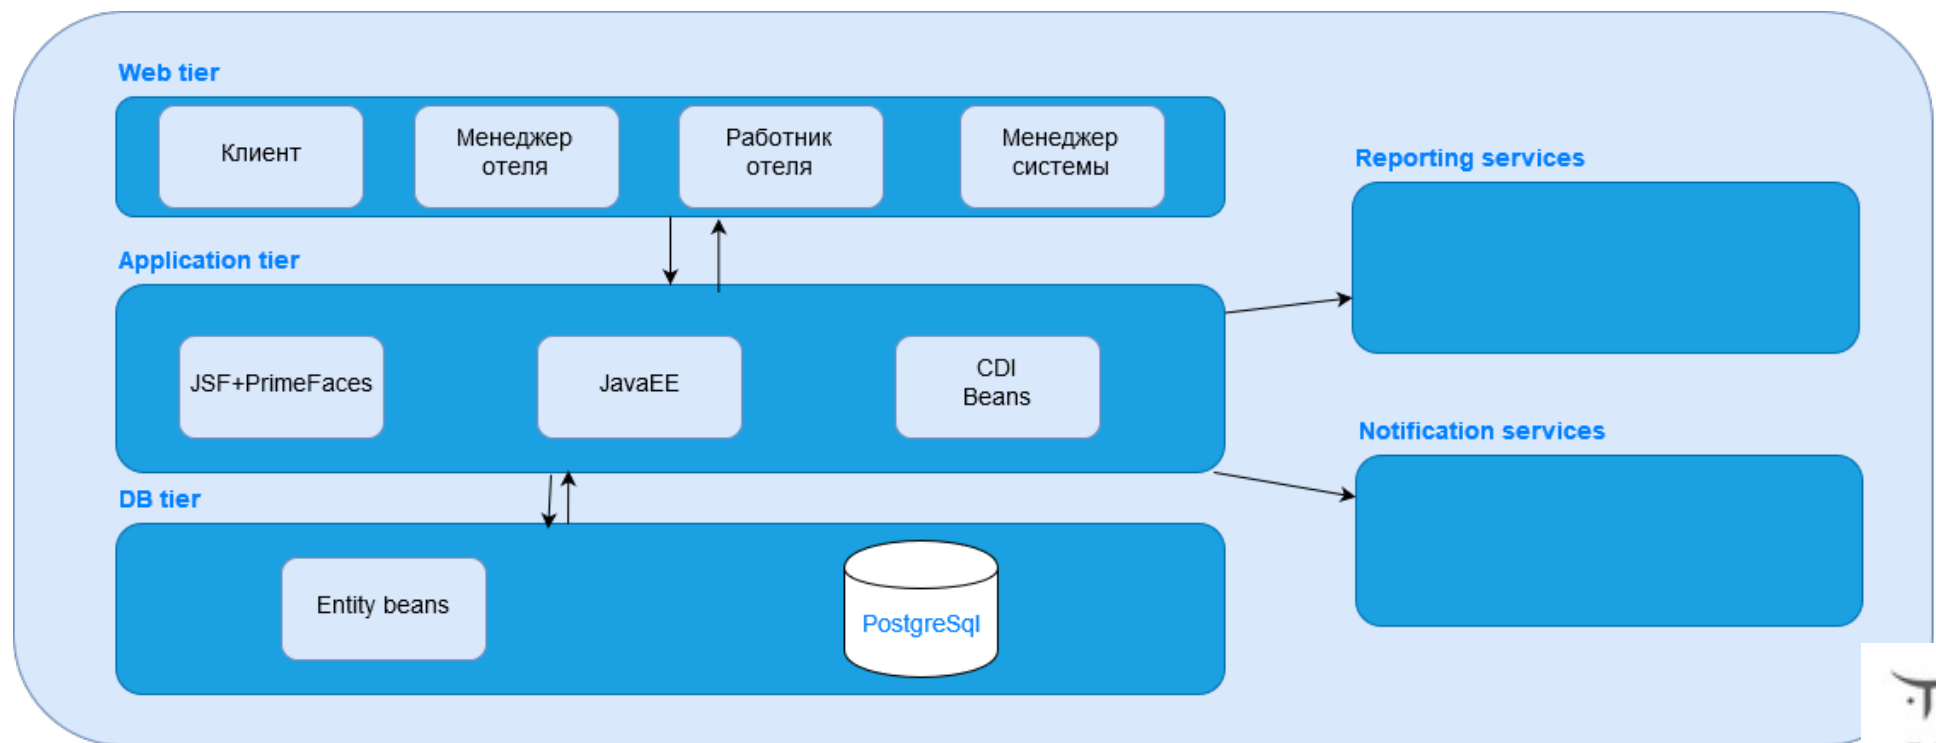 Web tier
Клиент
Менеджер
отеля
Работник
отеля
Менеджер
системы
Reporting services
Application tier
JSF+PrimeFaces
JavaEE
CDI
Beans
Notification services
DB tier
Entity beans
PostgreSql